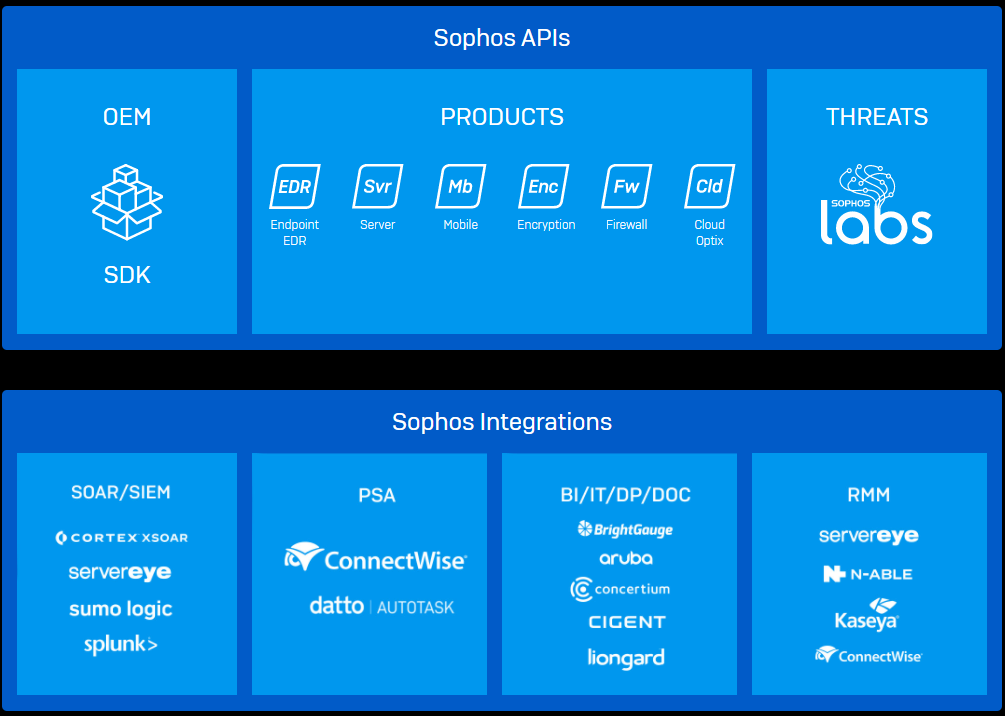 Sophos APIs
OEM
SDK
PRODUCTS
EDR
Endpoint
EDR
Svr
Server
Mb
Mobile
Enc
Encryption
Fw
Firewall
Cld
Cloud
Optix
THREATS
SOPHOS
labs
Sophos Integrations
SOAR/SIEM
CORTEX XSOAR
servereye
sumo logic
splunk>
PSA
ConnectWise
datto | AUTOTASK
BI/IT/DP/DOC
BrightGauge
aruba
concertium
CIGENT
liongard
RMM
servereye
N-ABLE
Kaseya
ConnectWise